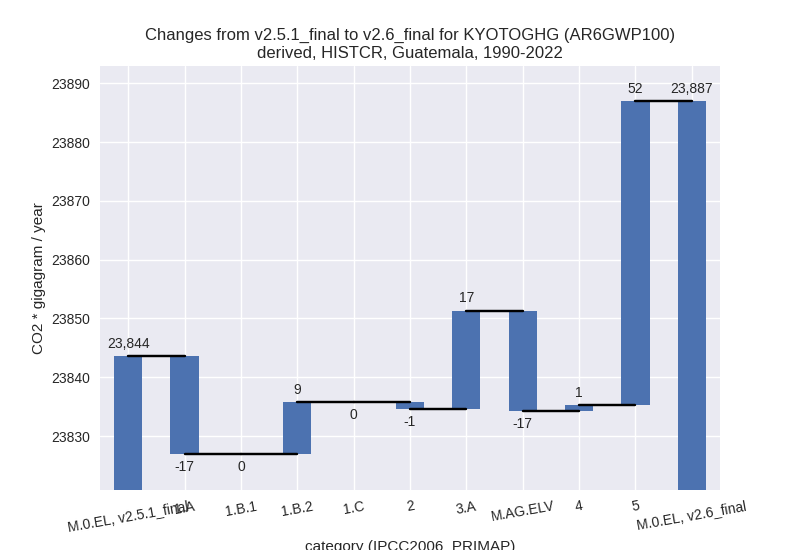 Changes from v2.5.1_final to v2.6_final for KYOTOGHG (AR6GWP100)
derived, HISTCR, Guatemala, 1990-2022
CO2 * gigagram / year
23890
23880
23870
23860
23850
23840
23830
23,844
-17
0
9
0
-1
17
-17
1
52
23,887
M.0.EL, v2.5.1_final
1.A
1.B.1
1.B.2
1.C
2
3.A
M.AG.ELV
4
5
M.0.EL, v2.6_final
category (IPCC2006_PRIMAP)